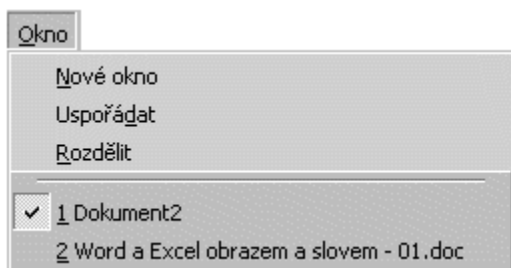 Okno
Nové okno
Uspořádat
Rozdělit
1 Dokument2
2 Word a Excel obrazem a slovem - 01.doc